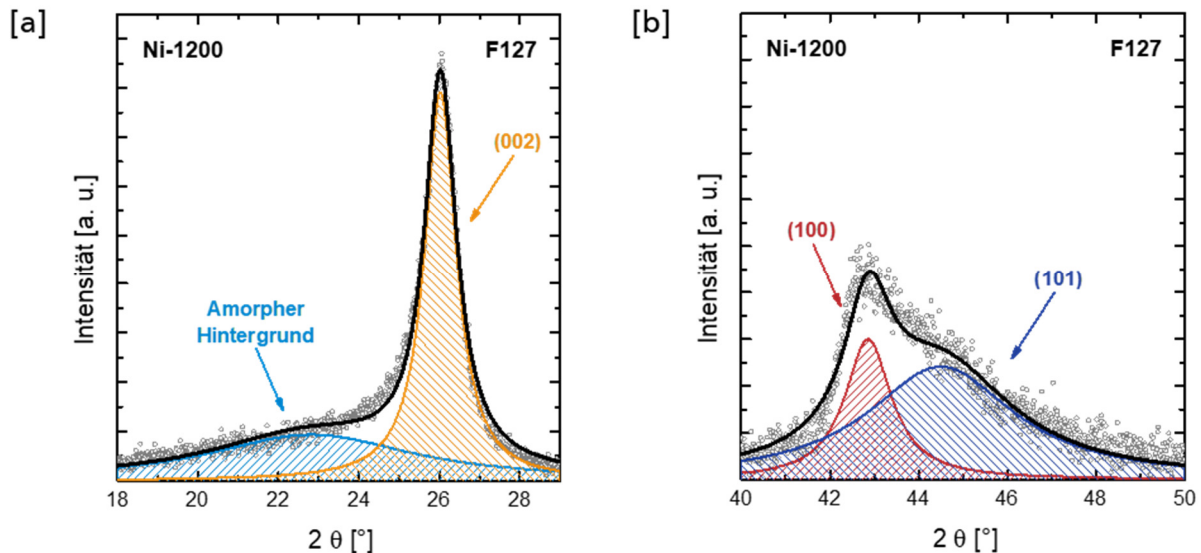 [a]
Ni-1200
F127
(002)
Amorpher
Hintergrund
Intensität [a. u.]
18 20 22 24 26 28
2 θ [°]
[b]
Ni-1200
F127
(100)
(101)
Intensität [a. u.]
40 42 44 46 48 50
2 θ [°]